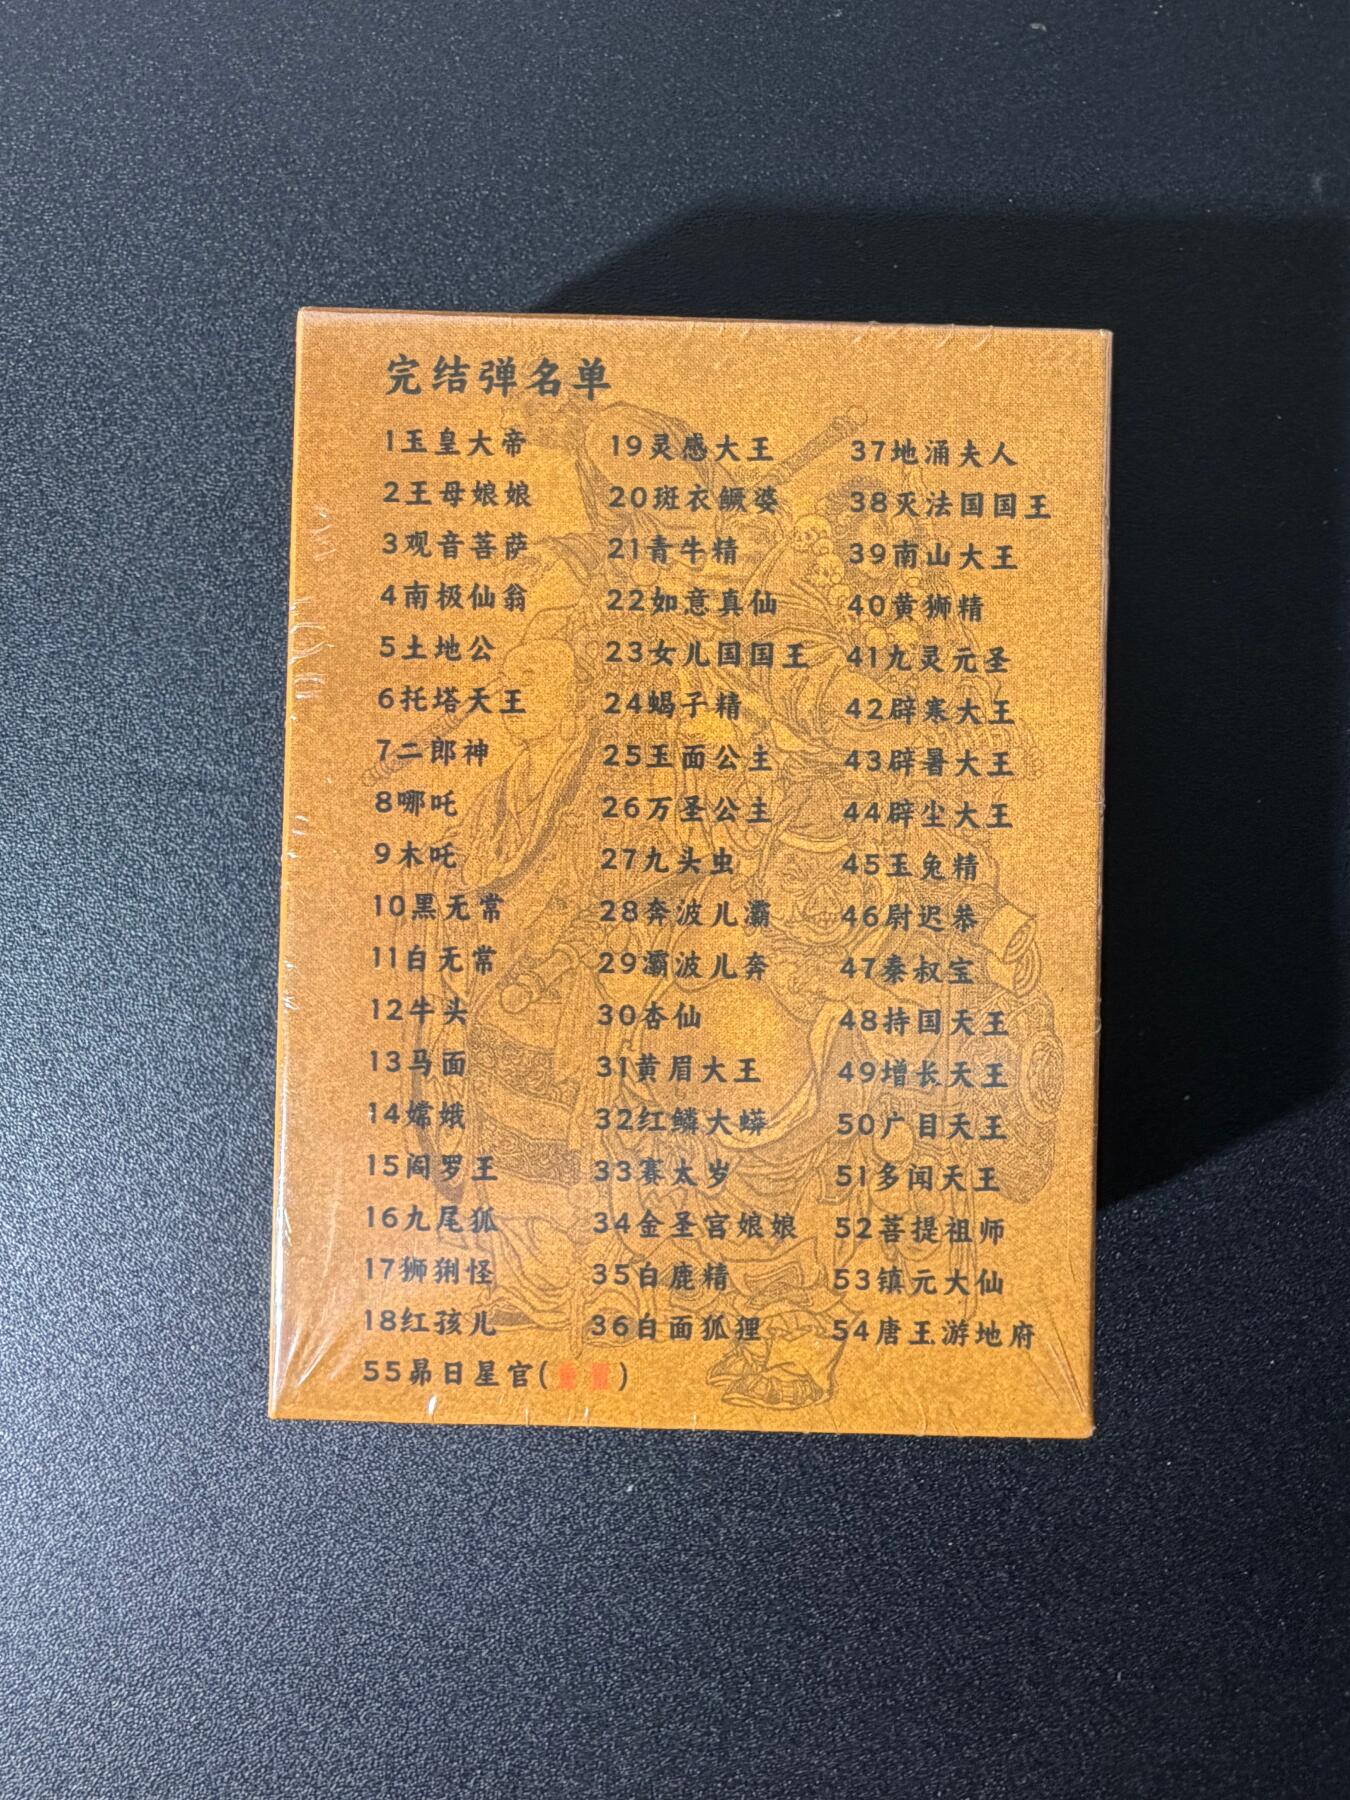 完结弹名单
1玉皇大帝
2王母娘娘
3观音菩萨
4南极仙翁
5土地公
6托塔天王
7二郎神
8哪吒
9木吒
10黑无常
11白无常
12牛头
13马面
14嫦娥
15阎罗王
16九尾狐
17狮猁怪
18红孩儿
19灵感大王
20斑衣鳜婆
21青牛精
22如意真仙
23女儿国国王
24蝎子精
25玉面公主
26万圣公主
27九头虫
28奔波儿灞
29灞波儿奔
30杏仙
31黄眉大王
32红鳞大蟒
33赛太岁
34金圣宫娘娘
35白鹿精
36白面狐狸
37地涌夫人
38灭法国国王
39南山大王
40黄狮精
41九灵元圣
42辟寒大王
43辟暑大王
44辟尘大王
45玉兔精
46尉迟恭
47秦叔宝
48持国天王
49增长天王
50广目天王
51多闻天王
52菩提祖师
53镇元大仙
54唐王游地府
55昴日星官( )